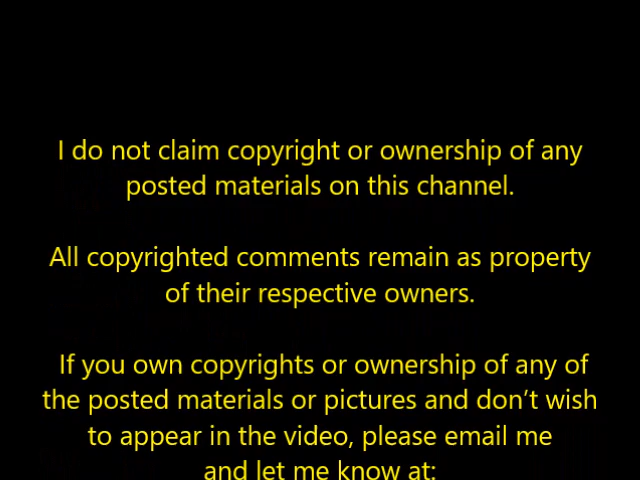 I do not claim copyright or ownership of any
posted materials on this channel.
All copyrighted comments remain as property
of their respective owners.
If you own copyrights or ownership of any of
the posted materials or pictures and don’t wish
to appear in the video, please email me
and let me know at: